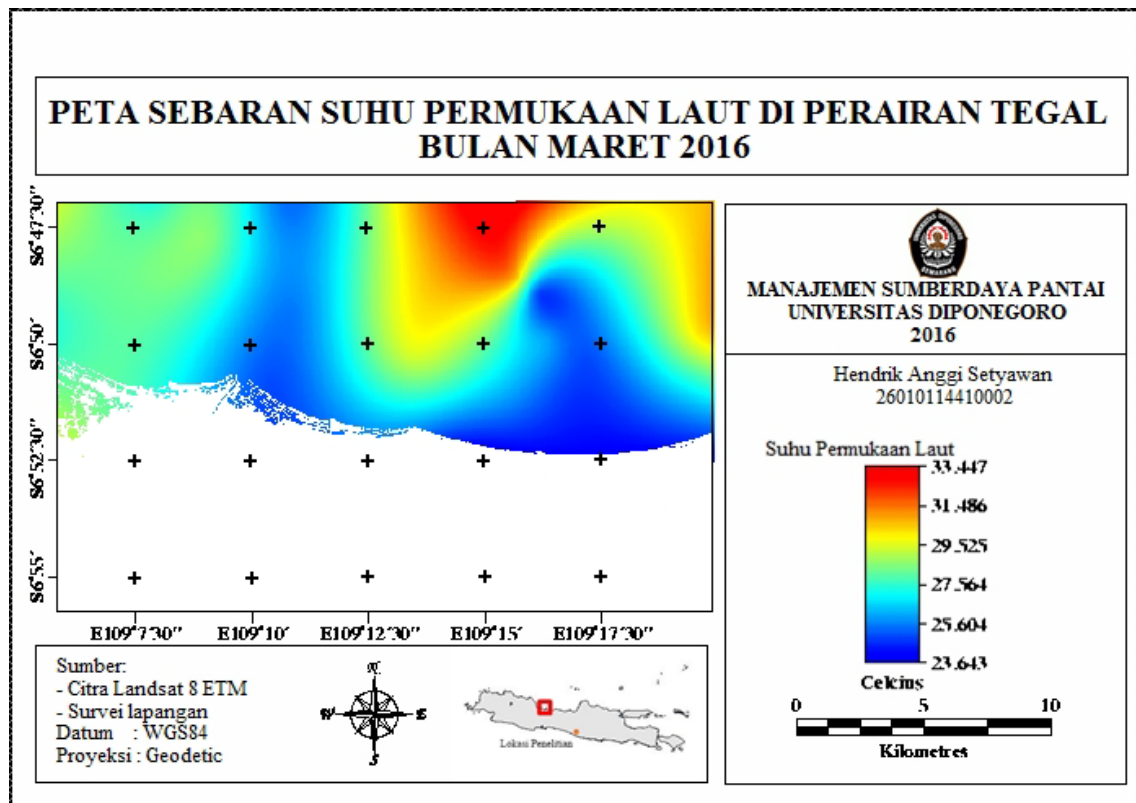 PETA SEBARAN SUHU PERMUKAAN LAUT DI PERAIRAN TEGAL
BULAN MARET 2016
S6°47'30"
S6°50'
S6°52'30"
S6°55'
E109°7'30"
E109°10'
E109°12'30"
E109°15'
E109°17'30"
UNIVERSITAS DIPONEGORO
SEMARANG
MANAJEMEN SUMBERDAYA PANTAI
UNIVERSITAS DIPONEGORO
2016
Hendrik Anggi Setyawan
26010114410002
Suhu Permukaan Laut
33.447
31.486
29.525
27.564
25.604
23.643
Celcius
0 5 10
Kilometres
Sumber:
- Citra Landsat 8 ETM
- Survei lapangan
Datum : WGS84
Proyeksi : Geodetic
N
W E
S
Lokasi Penelitian